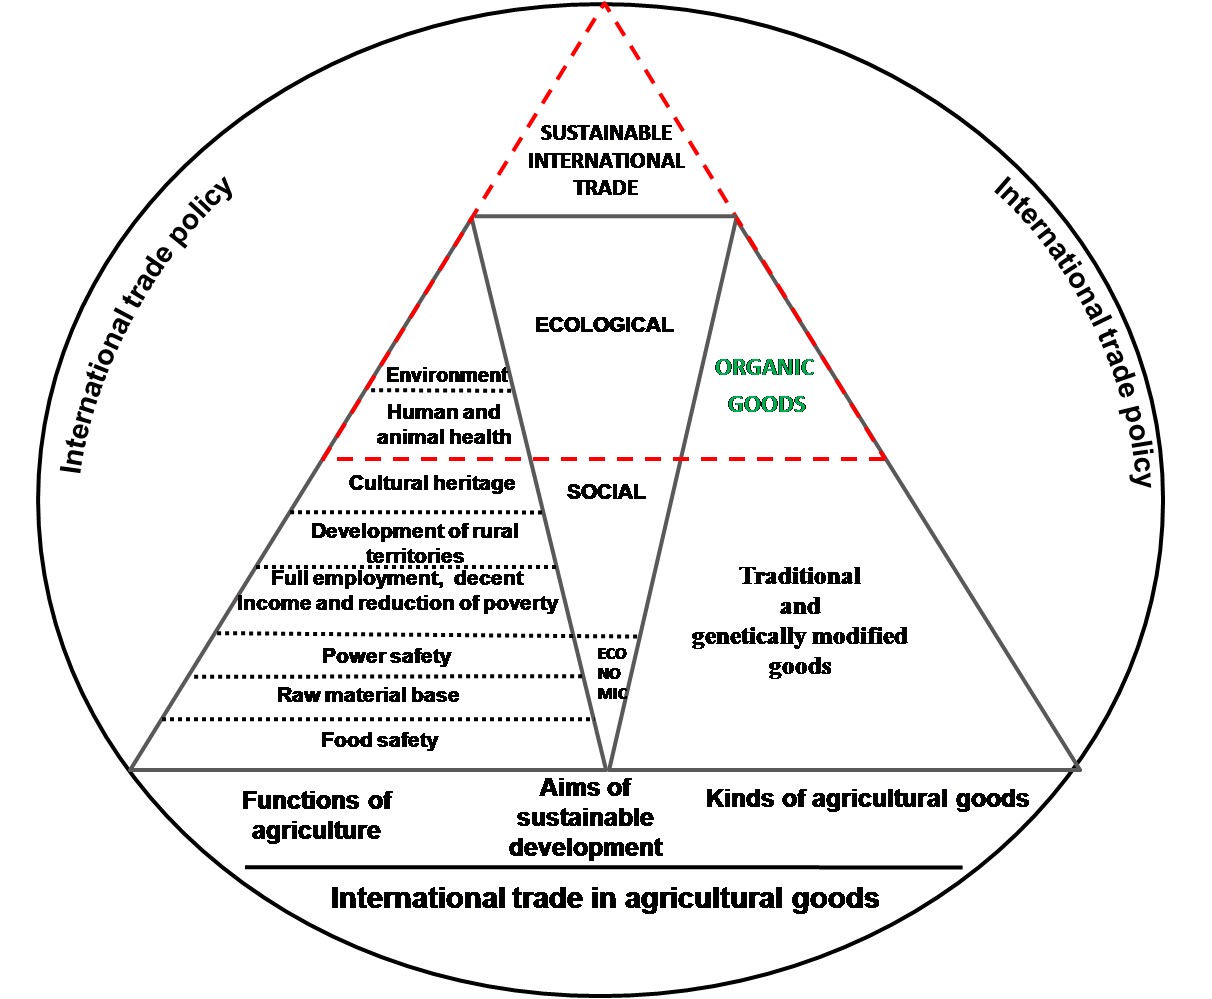 SUSTAINABLE
INTERNATIONAL
TRADE
International trade policy
International trade policy
ECOLOGICAL
ORGANIC
GOODS
Environment
Human and
animal health
Cultural heritage
SOCIAL
Development of rural
territories
Full employment, decent
Income and reduction of poverty
Traditional
and
genetically modified
goods
Power safety
ECO
NO
MIC
Raw material base
Food safety
Functions of
agriculture
Aims of
sustainable
development
Kinds of agricultural goods
International trade in agricultural goods